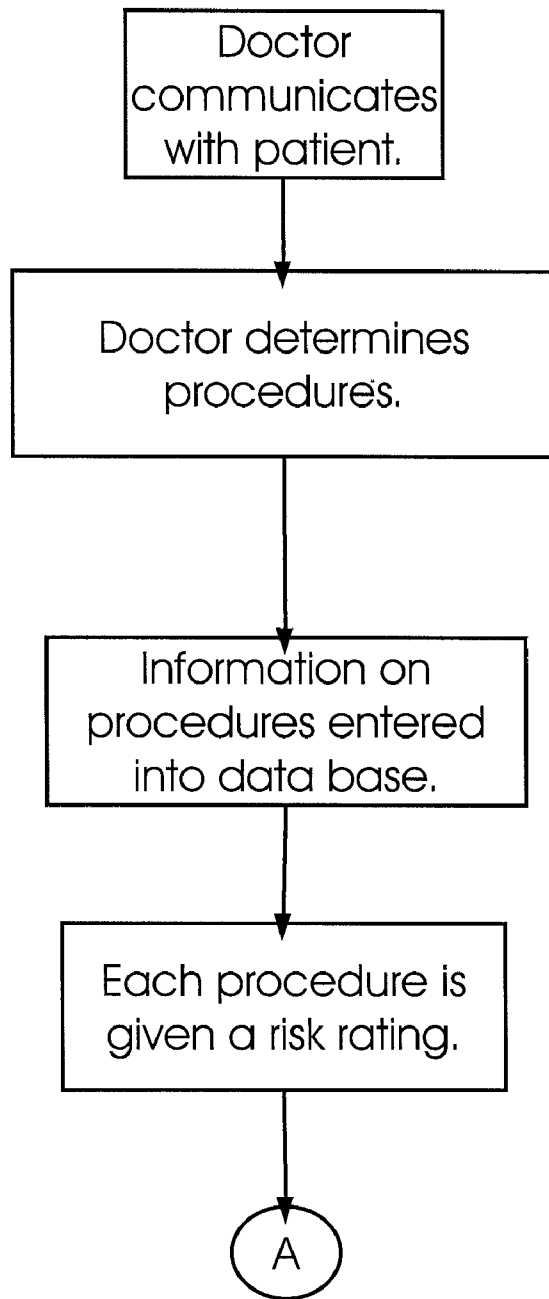 Doctor
communicates
with patient.
Doctor determines
procedures.
Information on
procedures entered
into data base.
Each procedure is
given a risk rating.
A